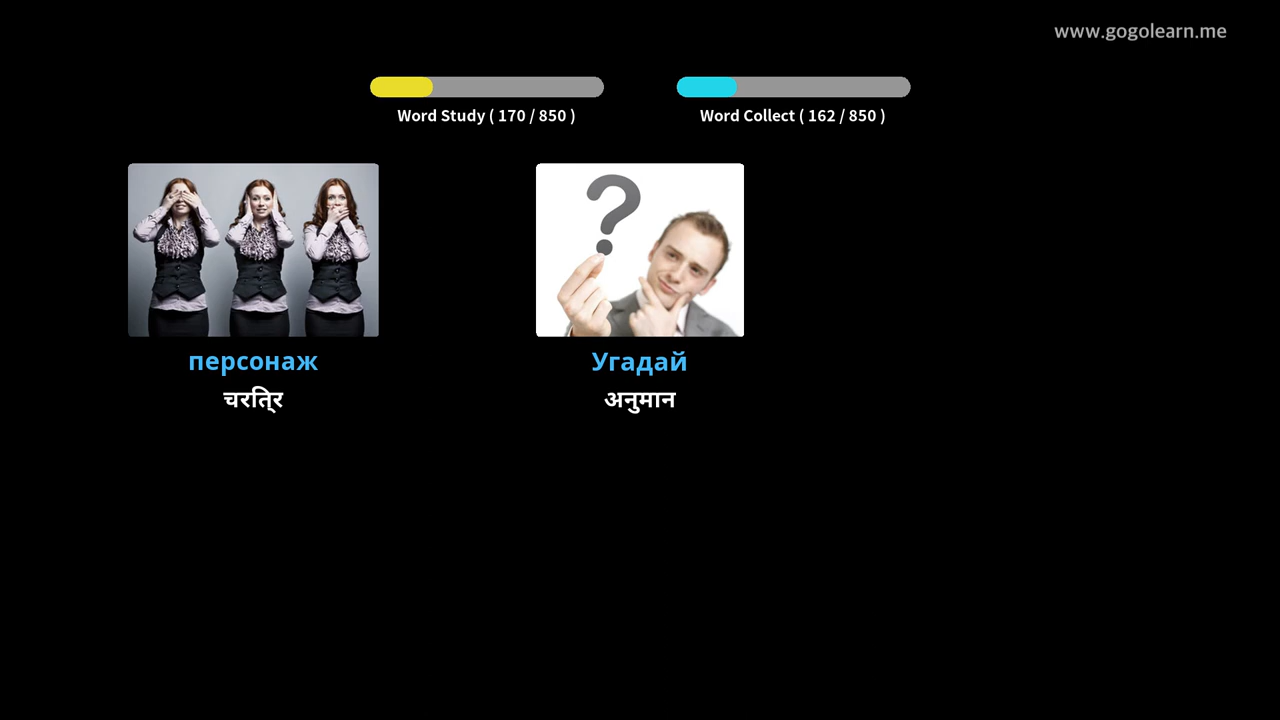 www.gogolearn.me
Word Study ( 170 / 850 )
Word Collect ( 162 / 850 )
персонаж
Угадай
चरित्र
अनुमान